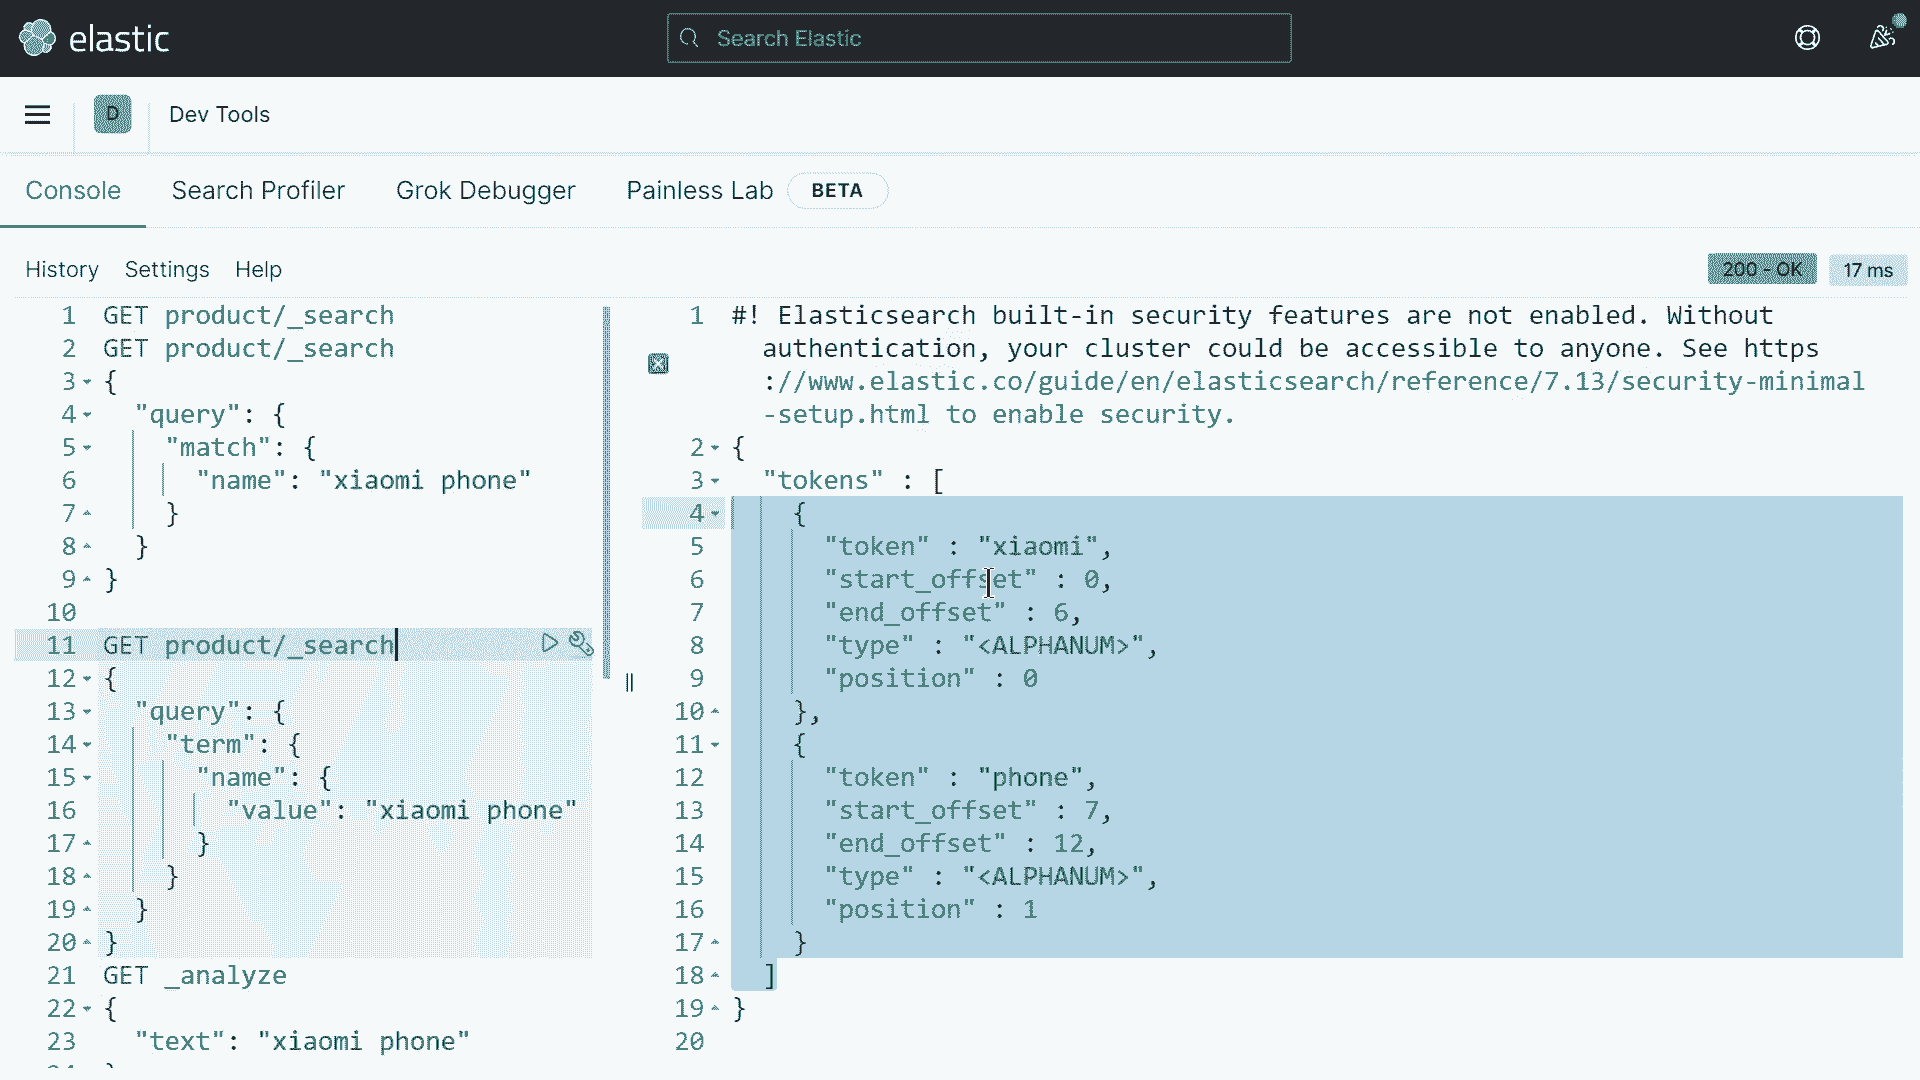 elastic
Search Elastic
D
Dev Tools
Console
Search Profiler
Grok Debugger
Painless Lab
BETA
History
Settings
Help
200 - OK
17 ms
1 GET product/_search
2 GET product/_search
3 {
4 "query": {
5 "match": {
6 "name": "xiaomi phone"
7 }
8 }
9 }
10
11 GET product/_search
12 {
13 "query": {
14 "term": {
15 "name": {
16 "value": "xiaomi phone"
17 }
18 }
19 }
20 }
21 GET _analyze
22 {
23 "text": "xiaomi phone"
1 #! Elasticsearch built-in security features are not enabled. Without
authentication, your cluster could be accessible to anyone. See https
://www.elastic.co/guide/en/elasticsearch/reference/7.13/security-minimal
-setup.html to enable security.
2 {
3 "tokens" : [
4 {
5 "token" : "xiaomi",
6 "start_offset" : 0,
7 "end_offset" : 6,
8 "type" : "<ALPHANUM>",
9 "position" : 0
10 },
11 {
12 "token" : "phone",
13 "start_offset" : 7,
14 "end_offset" : 12,
15 "type" : "<ALPHANUM>",
16 "position" : 1
17 }
18 ]
19 }
20